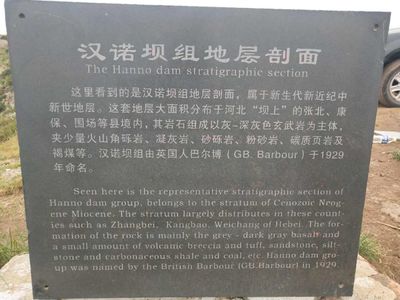 汉诺坝组地层剖面
The Hanno dam stratigraphic section
这里看到的是汉诺坝组地层剖面，属于新生代新近纪中
新世地层。这套地层大面积分布于河北“坝上”的张北、康
保、围场等县境内，其岩石组成以灰-深灰色玄武岩为主体，
夹少量火山角砾岩、凝灰岩、砂砾岩、粉砂岩、碳质页岩及
褐煤等。汉诺坝组由英国人巴尔博（GB. Barbour）于1929
年命名。
Seen here is the representative stratigraphic section of
Hanno dam group, belongs to the stratum of Cenozoic Neog-
ene Miocene. The stratum largely distributes in these count-
ies such as Zhangbei, Kangbao, Weichang of Hebei. The for-
mation of the rock is mainly the grey - dark gray basalt and
a small amount of volcanic breccia and tuff, sandstone, silt-
stone and carbonaceous shale and coal, etc. Hanno dam gro-
up was named by the British Barbour (GB.Barbour) in 1929.